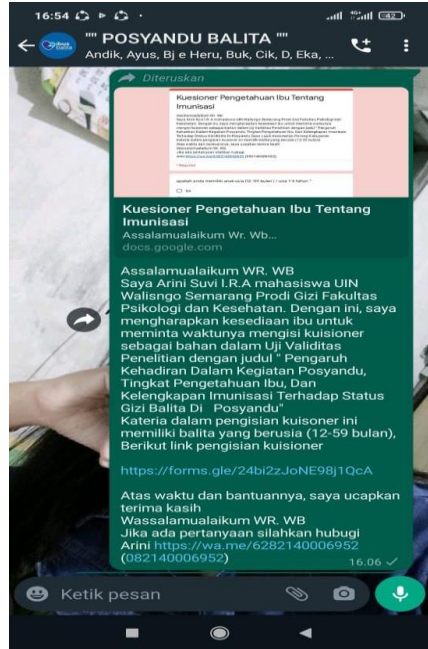 16:54
42
"" POSYANDU BALITA ""
Andik, Ayus, Bj e Heru, Buk, Cik, D, Eka, ...
Diteruskan
Kuesioner Pengetahuan Ibu Tentang
Imunisasi
Assalamualaikum Wr. Wb
Kuesioner Pengetahuan Ibu Tentang
Imunisasi
Assalamualaikum Wr. Wb...
docs.google.com
Assalamualaikum WR. WB
Saya Arini Suvi I.R.A mahasiswa UIN
Walisngo Semarang Prodi Gizi Fakultas
Psikologi dan Kesehatan. Dengan ini, saya
mengharapkan kesediaan ibu untuk
meminta waktunya mengisi kuisioner
sebagai bahan dalam Uji Validitas
Penelitian dengan judul " Pengaruh
Kehadiran Dalam Kegiatan Posyandu,
Tingkat Pengetahuan Ibu, Dan
Kelengkapan Imunisasi Terhadap Status
Gizi Balita Di Posyandu"
Kateria dalam pengisian kuisoner ini
memiliki balita yang berusia (12-59 bulan),
Berikut link pengisian kuisioner
https://forms.gle/24bi2zJoNE98j1QcA
Atas waktu dan bantuannya, saya ucapkan
terima kasih
Wassalamualaikum WR. WB
Jika ada pertanyaan silahkan hubugi
Arini https://wa.me/6282140006952
(082140006952)
16.06
Ketik pesan